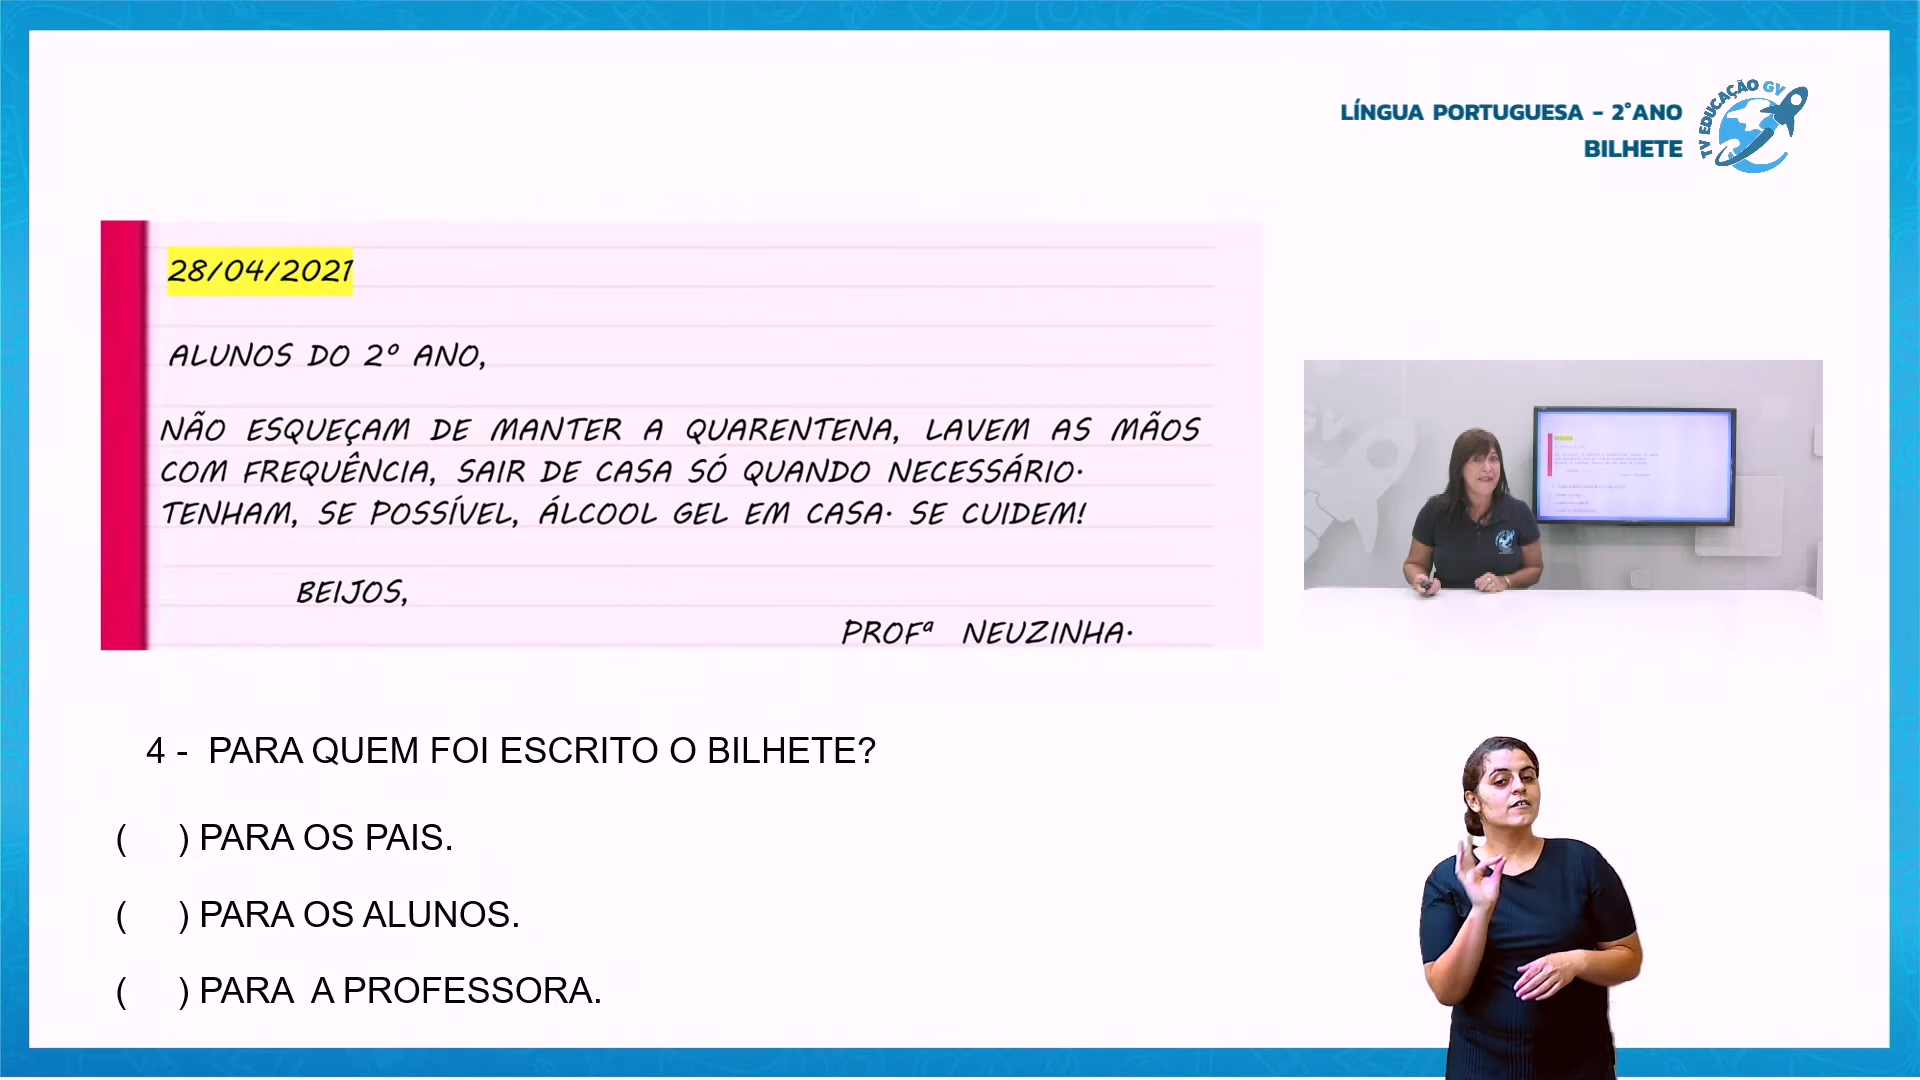 LÍNGUA PORTUGUESA - 2°ANO
BILHETE
TV EDUCAÇÃO GV
28/04/2021
ALUNOS DO 2º ANO,
NÃO ESQUEÇAM DE MANTER A QUARENTENA, LAVEM AS MÃOS
COM FREQUÊNCIA, SAIR DE CASA SÓ QUANDO NECESSÁRIO.
TENHAM, SE POSSÍVEL, ÁLCOOL GEL EM CASA. SE CUIDEM!
BEIJOS,
PROFª NEUZINHA.
4 - PARA QUEM FOI ESCRITO O BILHETE?
( ) PARA OS PAIS.
( ) PARA OS ALUNOS.
( ) PARA A PROFESSORA.